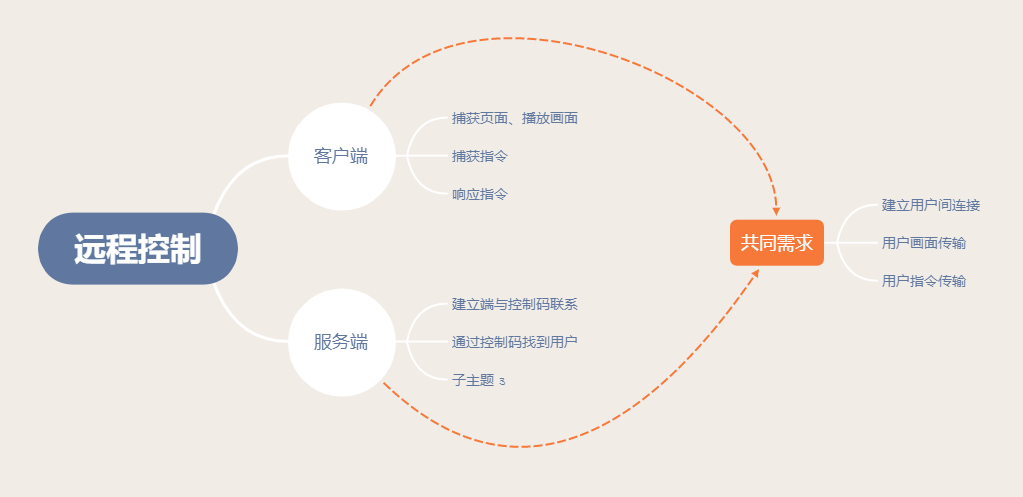 远程控制
客户端
捕获页面、播放画面
捕获指令
响应指令
服务端
建立端与控制码联系
通过控制码找到用户
子主题 3
共同需求
建立用户间连接
用户画面传输
用户指令传输